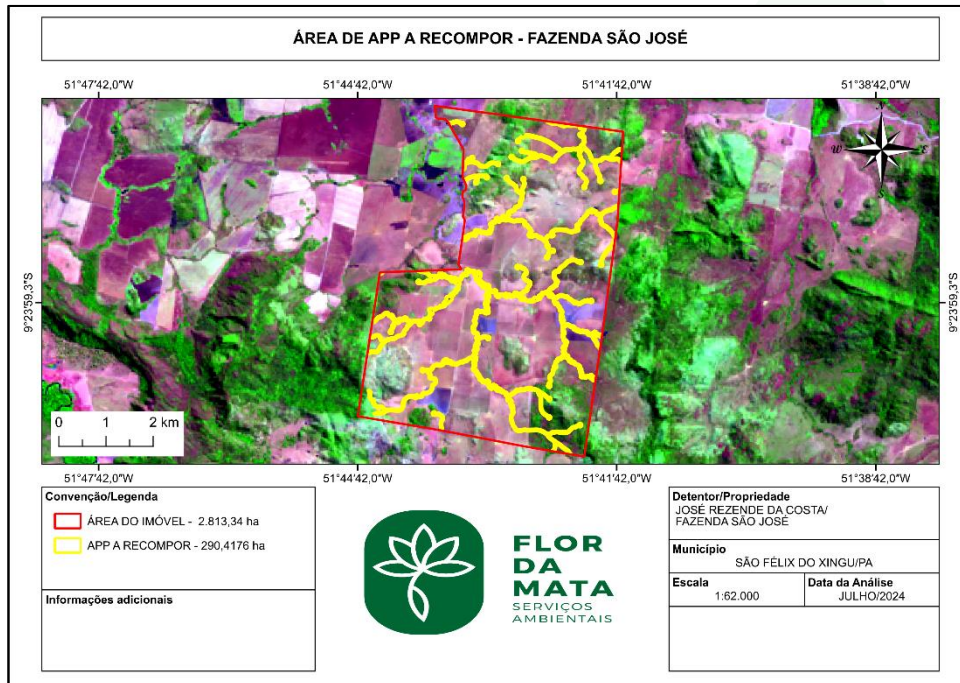 ÁREA DE APP A RECOMPOR - FAZENDA SÃO JOSÉ
51°47'42,0"W 51°44'42,0"W 51°41'42,0"W 51°38'42,0"W
N
W E
S
9°23'59,3"S 9°23'59,3"S
0 1 2 km
51°47'42,0"W 51°44'42,0"W 51°41'42,0"W 51°38'42,0"W
Convenção/Legenda
ÁREA DO IMÓVEL - 2.813,34 ha
APP A RECOMPOR - 290,4176 ha
Informações adicionais
FLOR
DA
MATA
SERVIÇOS
AMBIENTAIS
Detentor/Propriedade
JOSÉ REZENDE DA COSTA/
FAZENDA SÃO JOSÉ
Município
SÃO FÉLIX DO XINGU/PA
Escala
1:62.000
Data da Análise
JULHO/2024